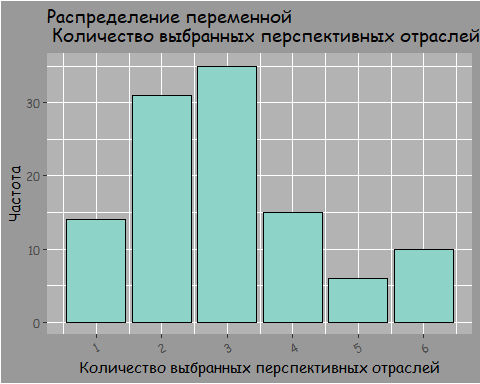 Распределение переменной
Количество выбранных перспективных отраслей
Частота
30
20
10
0
1 2 3 4 5 6
Количество выбранных перспективных отраслей